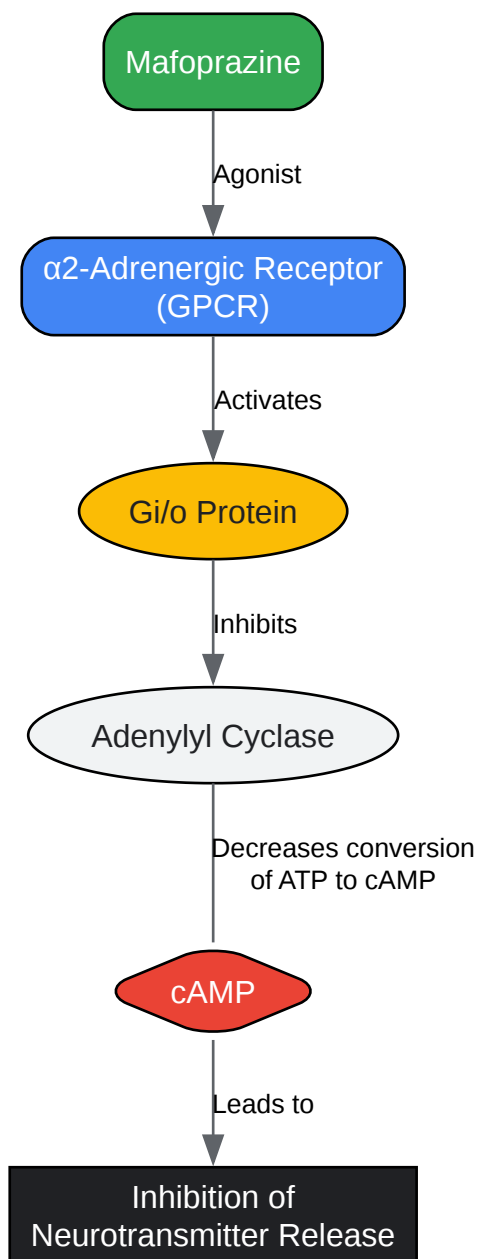 Mafoprazine
Agonist
α2-Adrenergic Receptor
(GPCR)
Activates
Gi/o Protein
Inhibits
Adenylyl Cyclase
Decreases conversion
of ATP to cAMP
cAMP
Leads to
Inhibition of
Neurotransmitter Release